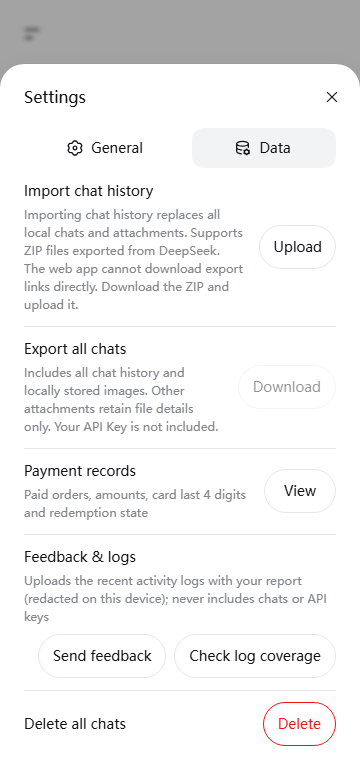 Settings
General
Data
Import chat history
Importing chat history replaces all
local chats and attachments. Supports
ZIP files exported from DeepSeek.
The web app cannot download export
links directly. Download the ZIP and
upload it.
Upload
Export all chats
Includes all chat history and
locally stored images. Other
attachments retain file details
only. Your API Key is not included.
Download
Payment records
Paid orders, amounts, card last 4 digits
and redemption state
View
Feedback & logs
Uploads the recent activity logs with your report
(redacted on this device); never includes chats or API
keys
Send feedback
Check log coverage
Delete all chats
Delete